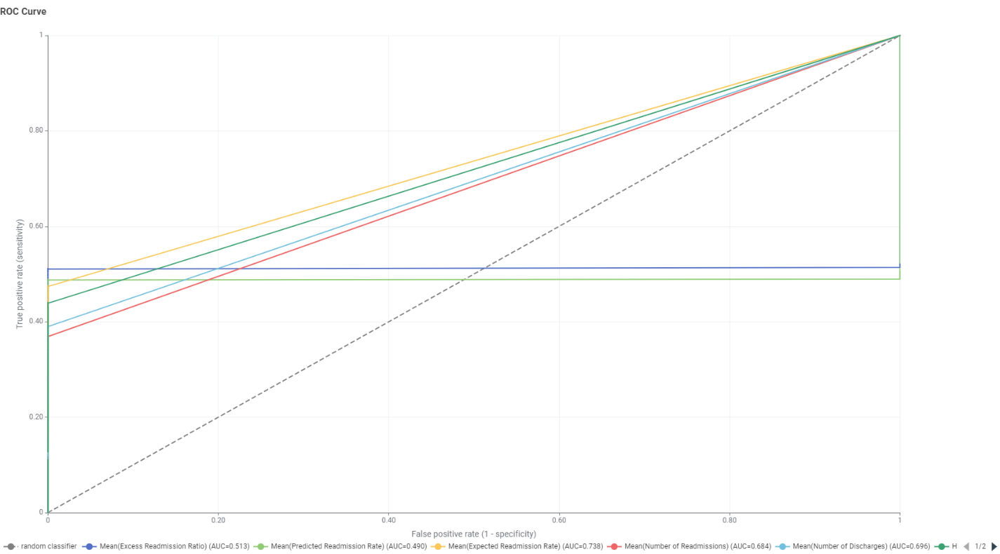 ROC Curve
1
0.80
0.60
0.40
0.20
0
True positive rate (sensitivity)
0 0.20 0.40 0.60 0.80 1
False positive rate (1 - specificity)
random classifier Mean(Excess Readmission Ratio) (AUC=0.513) Mean(Predicted Readmission Rate) (AUC=0.490) Mean(Expected Readmission Rate) (AUC=0.738) Mean(Number of Readmissions) (AUC=0.684) Mean(Number of Discharges) (AUC=0.696) H 1/2